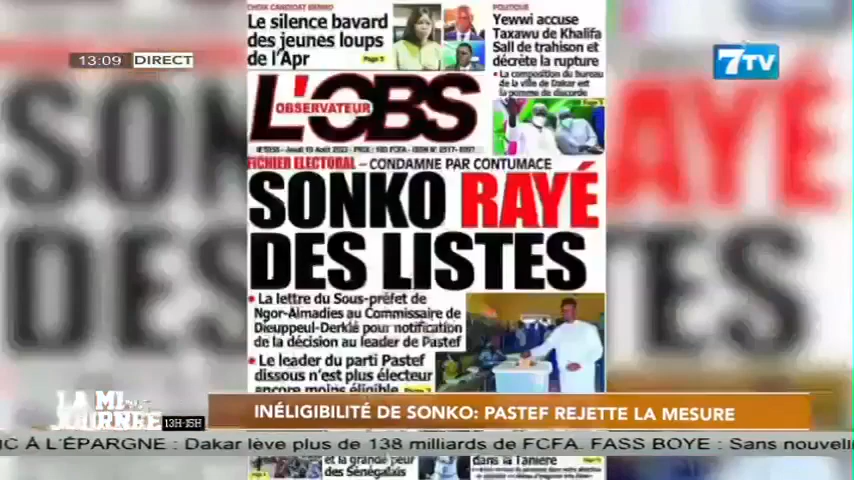 13:09 DIRECT
7TV
CHOIX CANDIDAT BENNO
Le silence bavard
des jeunes loups
de l'Apr
Page 5
POLITIQUE
Yewwi accuse
Taxawu de Khalifa
Sall de trahison et
décrète la rupture
• La composition du bureau
de la ville de Dakar est
la pomme de discorde
L'OBS
OBSERVATEUR
FICHIER ELECTORAL – CONDAMNE PAR CONTUMACE
SONKO RAYÉ
DES LISTES
• La lettre du Sous-préfet de
Ngor-Almadies au Commissaire de
Dieuppeul-Derklé pour notification
de la décision au leader de Pastef
• Le leader du parti Pastef
dissous n'est plus électeur
encore moins éligible
LA MI
JOURNEE
13H-15H
INÉLIGIBILITÉ DE SONKO: PASTEF REJETTE LA MESURE
IC À L'ÉPARGNE : Dakar lève plus de 138 milliards de FCFA. FASS BOYE : Sans nouvelle
et la grande peur
des Sénégalais
dans la Tanière